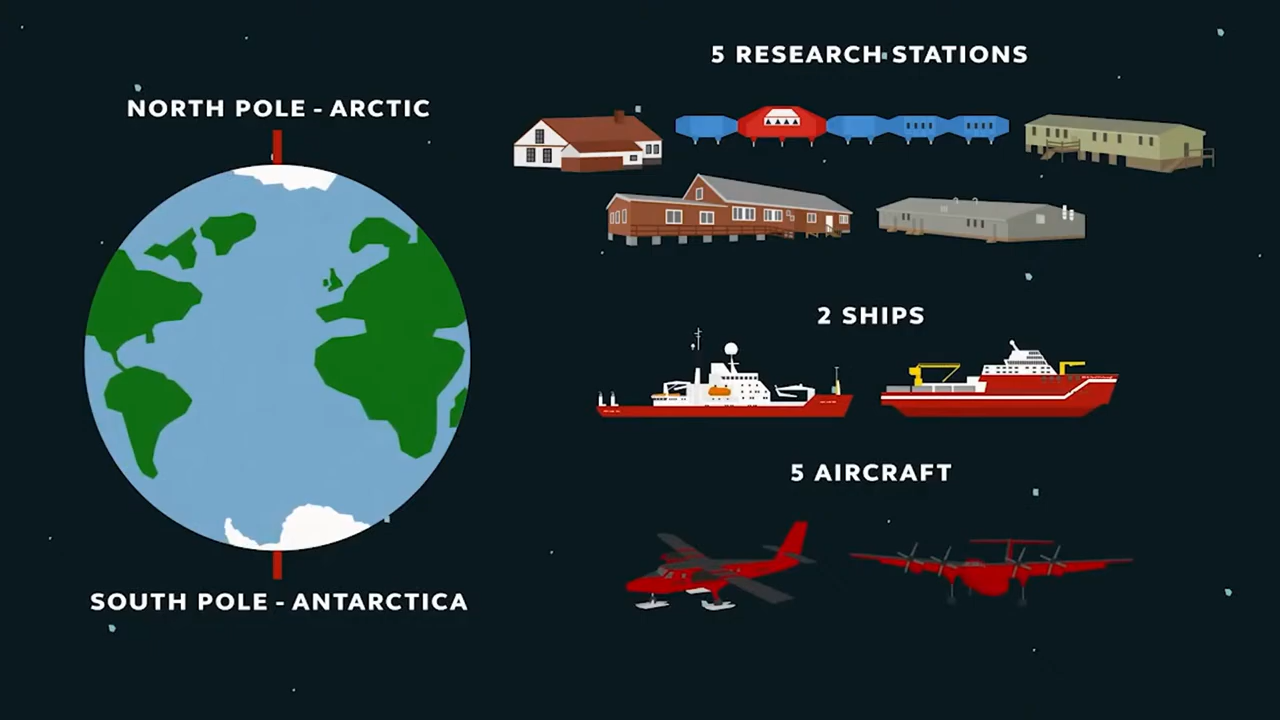 NORTH POLE - ARCTIC
SOUTH POLE - ANTARCTICA
5 RESEARCH STATIONS
2 SHIPS
5 AIRCRAFT